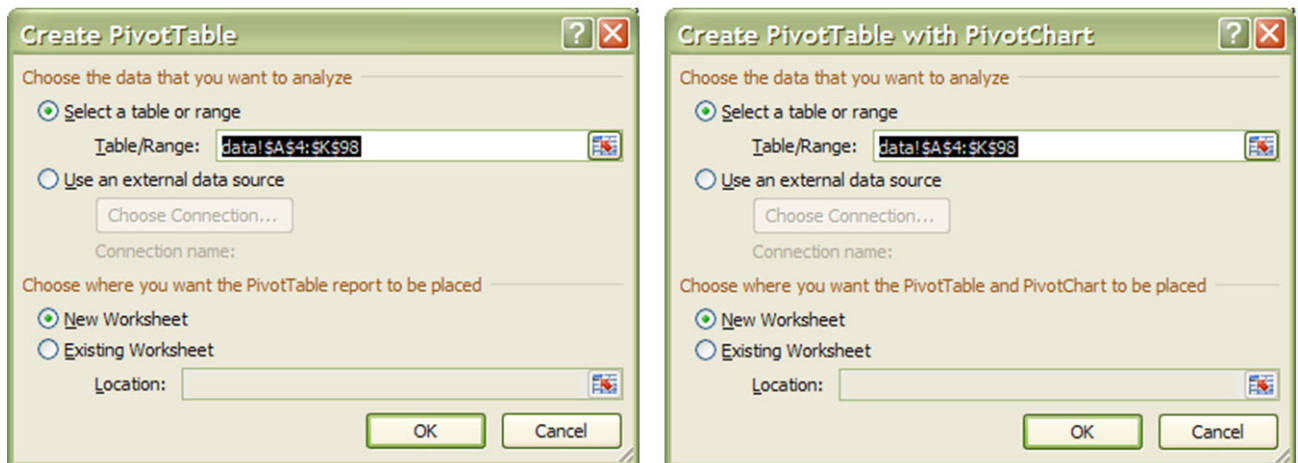 Create PivotTable
Choose the data that you want to analyze
Select a table or range
Table/Range: data!$A$4:$K$98
Use an external data source
Choose Connection...
Connection name:
Choose where you want the PivotTable report to be placed
New Worksheet
Existing Worksheet
Location:
OK Cancel
Create PivotTable with PivotChart
Choose the data that you want to analyze
Select a table or range
Table/Range: data!$A$4:$K$98
Use an external data source
Choose Connection...
Connection name:
Choose where you want the PivotTable and PivotChart to be placed
New Worksheet
Existing Worksheet
Location:
OK Cancel